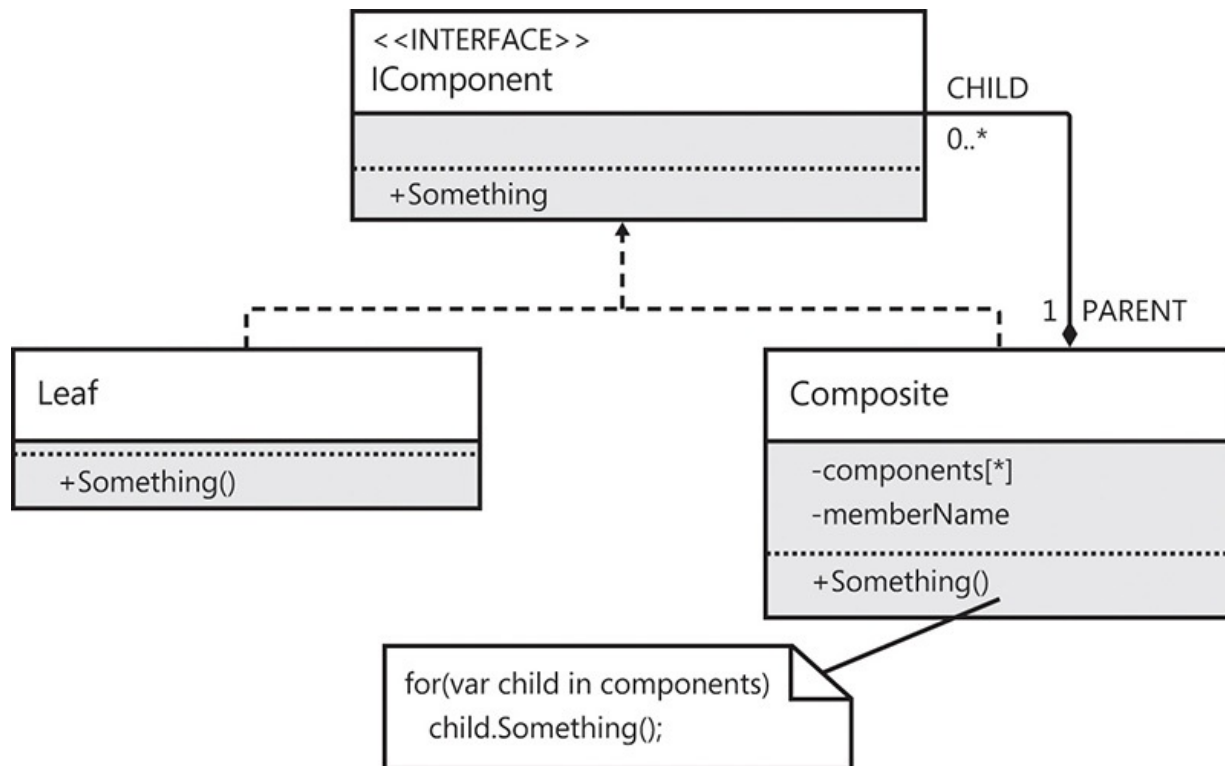 <<INTERFACE>>
IComponent
+Something
CHILD
0..*
1 PARENT
Leaf
+Something()
Composite
-components[*]
-memberName
+Something()
for(var child in components)
child.Something();